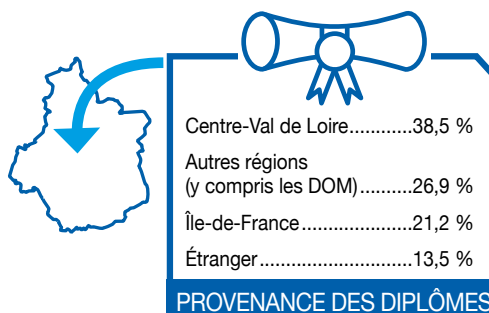 Centre-Val de Loire............38,5 %
Autres régions
(y compris les DOM)..........26,9 %
Île-de-France......................21,2 %
Étranger..............................13,5 %
PROVENANCE DES DIPLÔMES